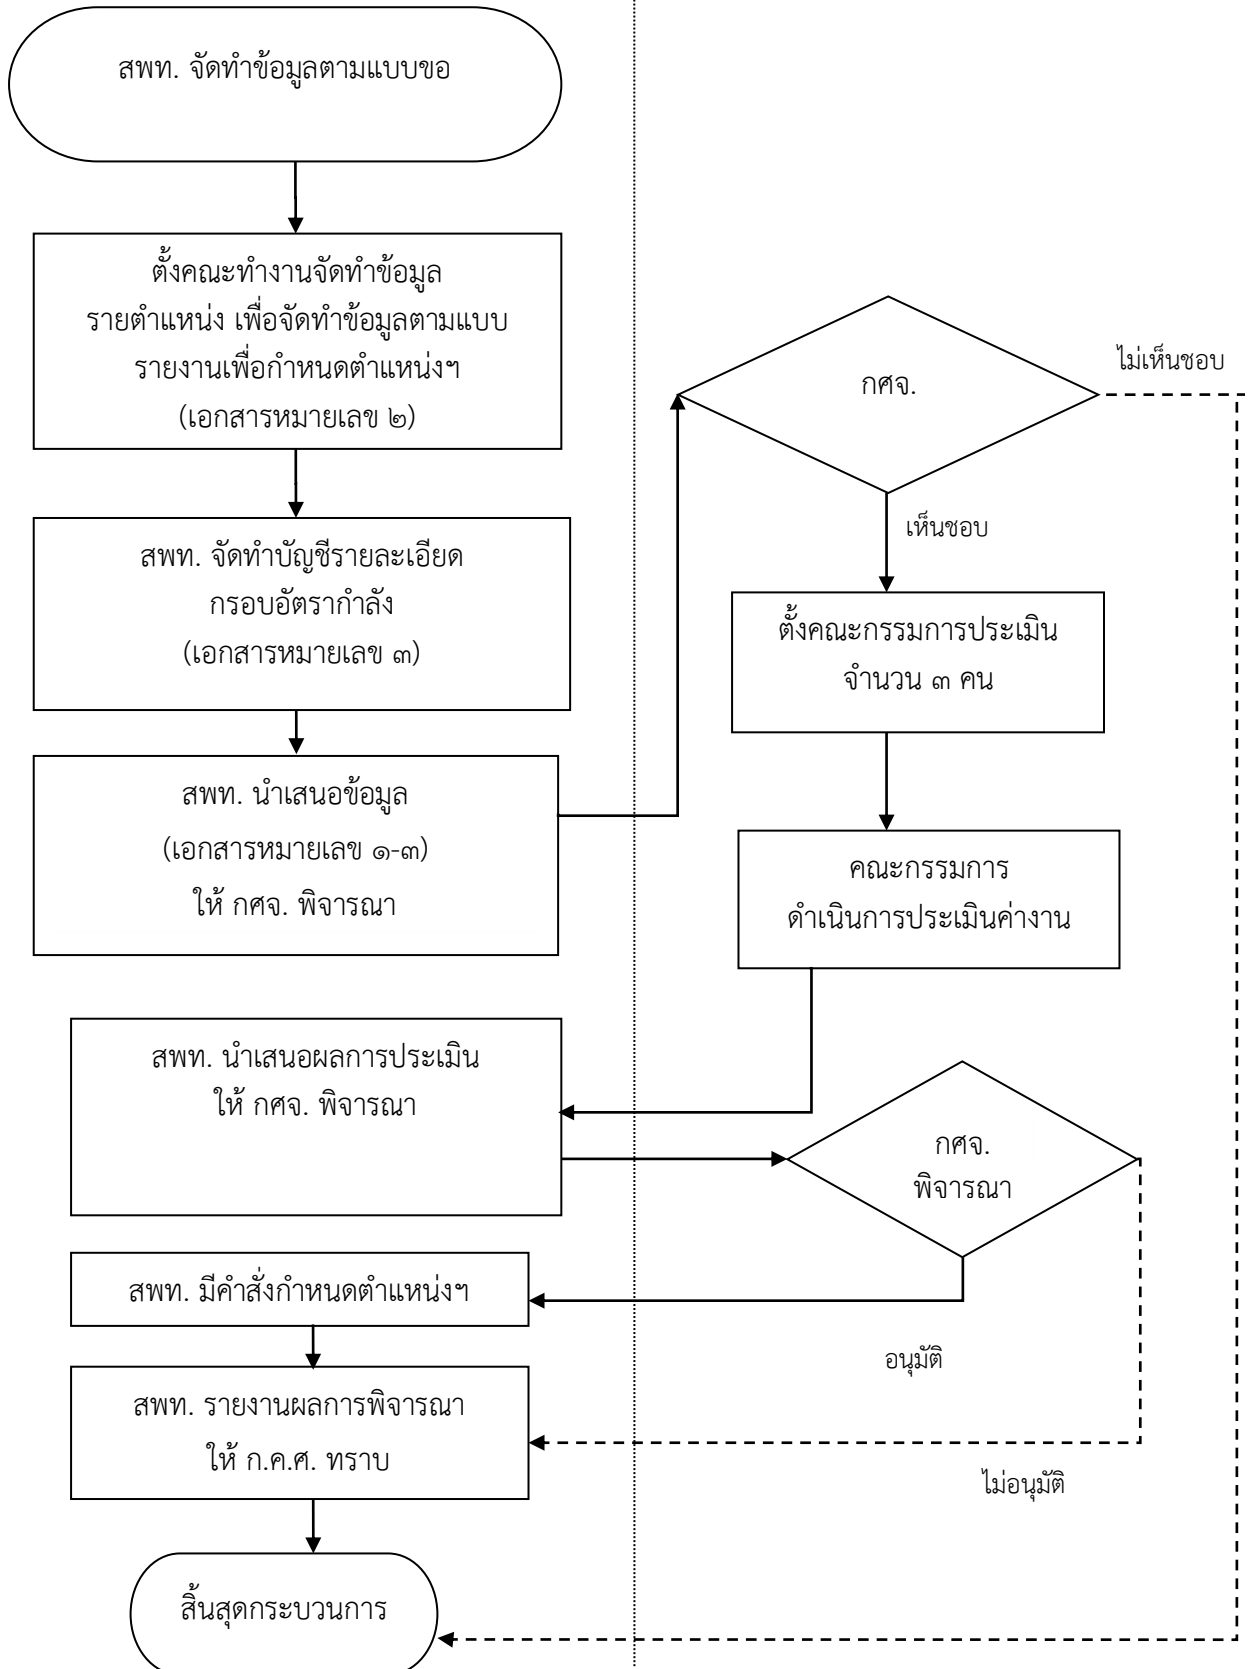 สพท. จัดทำข้อมูลตามแบบขอ
ตั้งคณะทำงานจัดทำข้อมูล
รายตำแหน่ง เพื่อจัดทำข้อมูลตามแบบ
รายงานเพื่อกำหนดตำแหน่งฯ
(เอกสารหมายเลข ๒)
สพท. จัดทำบัญชีรายละเอียด
กรอบอัตรากำลัง
(เอกสารหมายเลข ๓)
สพท. นำเสนอข้อมูล
(เอกสารหมายเลข ๑-๓)
ให้ กศจ. พิจารณา
กศจ.
ไม่เห็นชอบ
เห็นชอบ
ตั้งคณะกรรมการประเมิน
จำนวน ๓ คน
คณะกรรมการ
ดำเนินการประเมินค่างาน
สพท. นำเสนอผลการประเมิน
ให้ กศจ. พิจารณา
กศจ.
พิจารณา
สพท. มีคำสั่งกำหนดตำแหน่งฯ
อนุมัติ
สพท. รายงานผลการพิจารณา
ให้ ก.ค.ศ. ทราบ
ไม่อนุมัติ
สิ้นสุดกระบวนการ